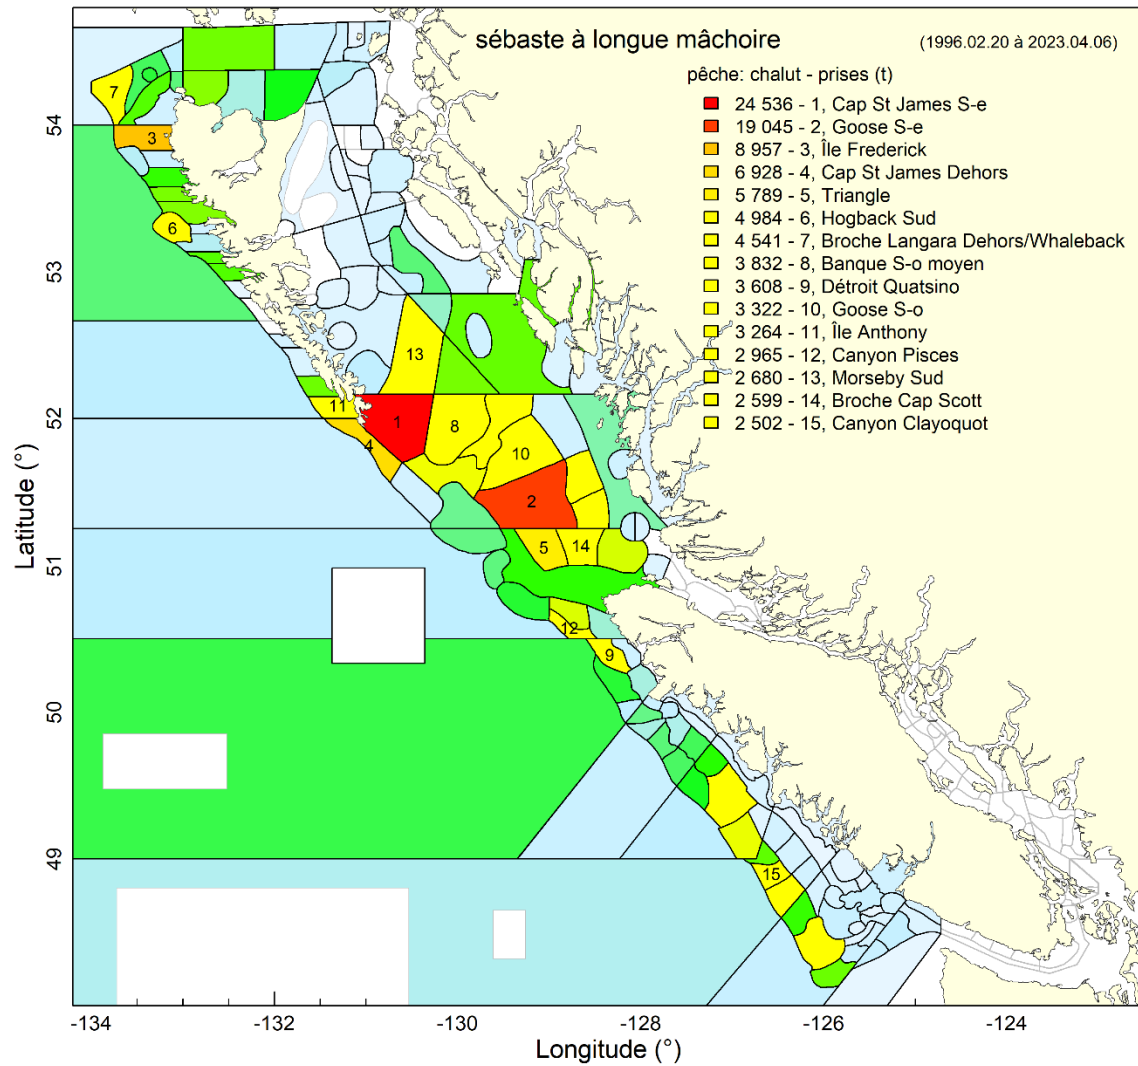 sébaste à longue mâchoire
(1996.02.20 à 2023.04.06)
pêche: chalut - prises (t)
24 536 - 1, Cap St James S-e
19 045 - 2, Goose S-e
8 957 - 3, Île Frederick
6 928 - 4, Cap St James Dehors
5 789 - 5, Triangle
4 984 - 6, Hogback Sud
4 541 - 7, Broche Langara Dehors/Whaleback
3 832 - 8, Banque S-o moyen
3 608 - 9, Détroit Quatsino
3 322 - 10, Goose S-o
3 264 - 11, Île Anthony
2 965 - 12, Canyon Pisces
2 680 - 13, Morseby Sud
2 599 - 14, Broche Cap Scott
2 502 - 15, Canyon Clayoquot
7
3
6
13
11
1
4
8
10
2
5
14
12
9
15
54
53
52
51
50
49
Latitude (°)
-134
-132
-130
-128
-126
-124
Longitude (°)